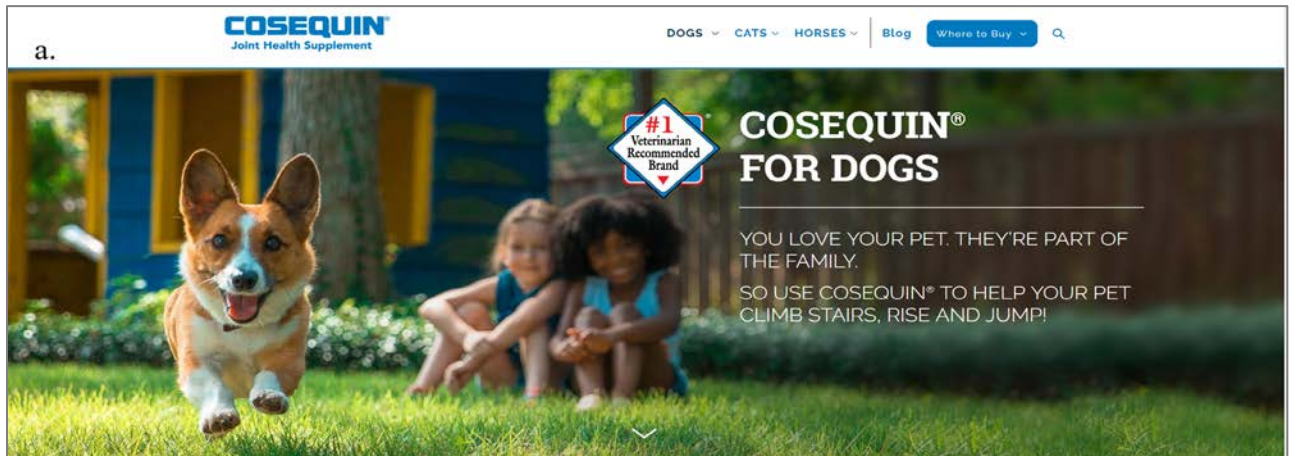 COSEQUIN®
Joint Health Supplement
DOGS CATS HORSES Blog Where to Buy
a.
#1
Veterinarian
Recommended
Brand
COSEQUIN®
FOR DOGS
YOU LOVE YOUR PET. THEY'RE PART OF
THE FAMILY.
SO USE COSEQUIN® TO HELP YOUR PET
CLIMB STAIRS, RISE AND JUMP!